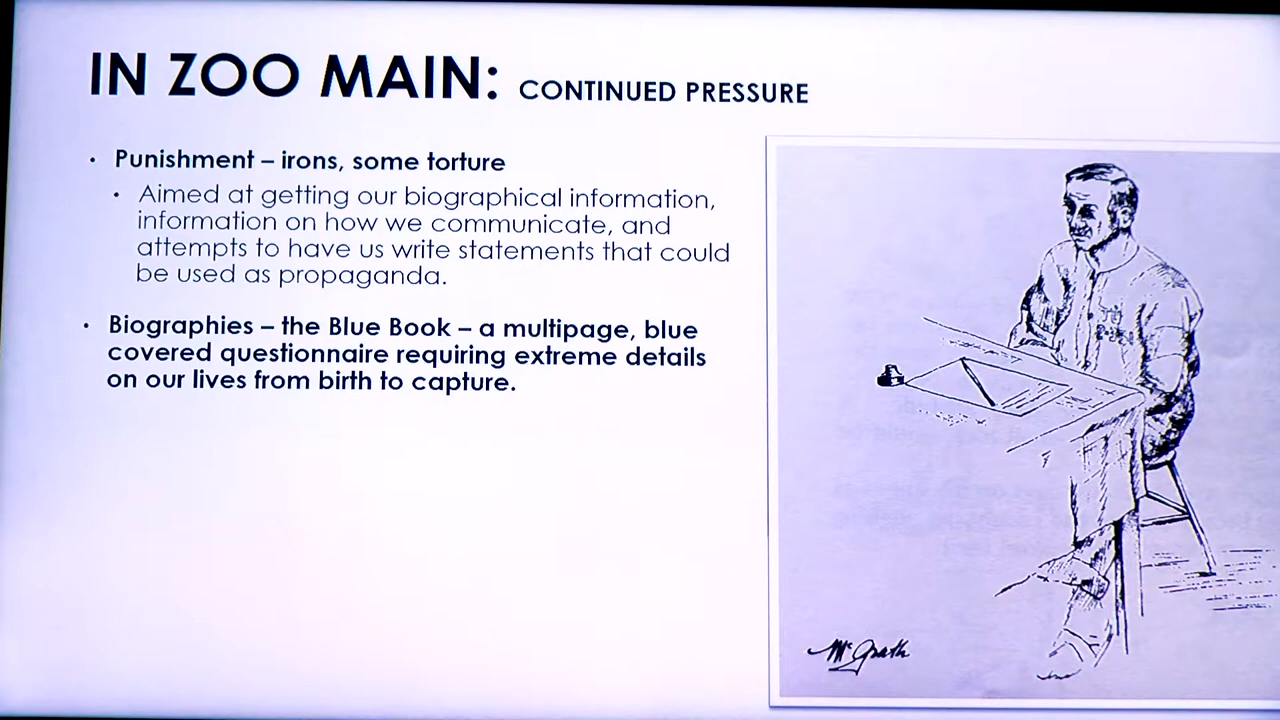 IN ZOO MAIN: CONTINUED PRESSURE
• Punishment – irons, some torture
• Aimed at getting our biographical information,
information on how we communicate, and
attempts to have us write statements that could
be used as propaganda.
• Biographies – the Blue Book – a multipage, blue
covered questionnaire requiring extreme details
on our lives from birth to capture.
McGrath